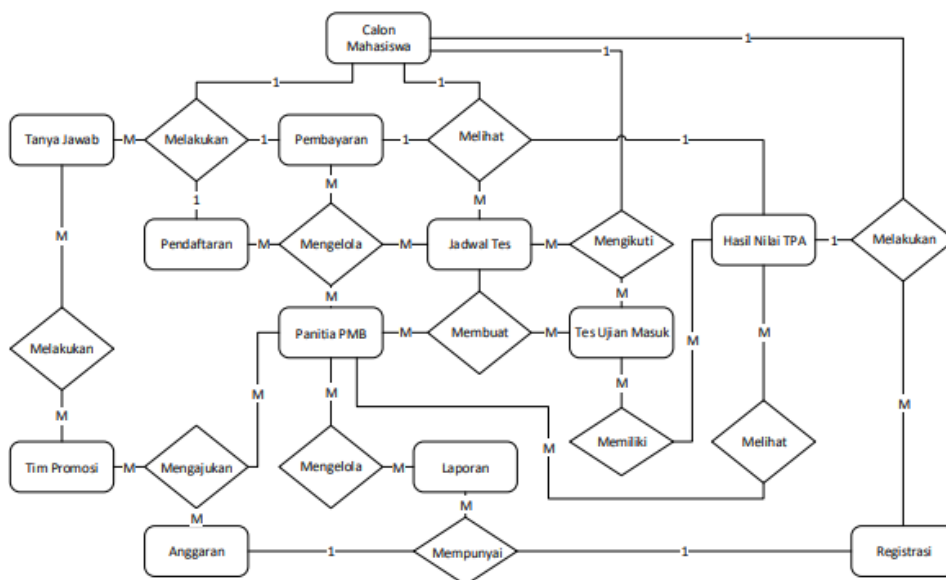 Calon
Mahasiswa
1
1
1
1
Tanya Jawab
M
Melakukan
1
Pembayaran
1
Melihat
1
1
M
M
Pendaftaran
M
Mengelola
M
Jadwal Tes
M
Mengikuti
Hasil Nilai TPA
1
Melakukan
M
M
M
Panitia PMB
M
Membuat
M
Tes Ujian Masuk
Melakukan
M
M
M
M
M
M
M
M
Tim Promosi
M
Mengajukan
Mengelola
M
Laporan
Memiliki
Melihat
M
M
M
Anggaran
1
Mempunyai
1
Registrasi